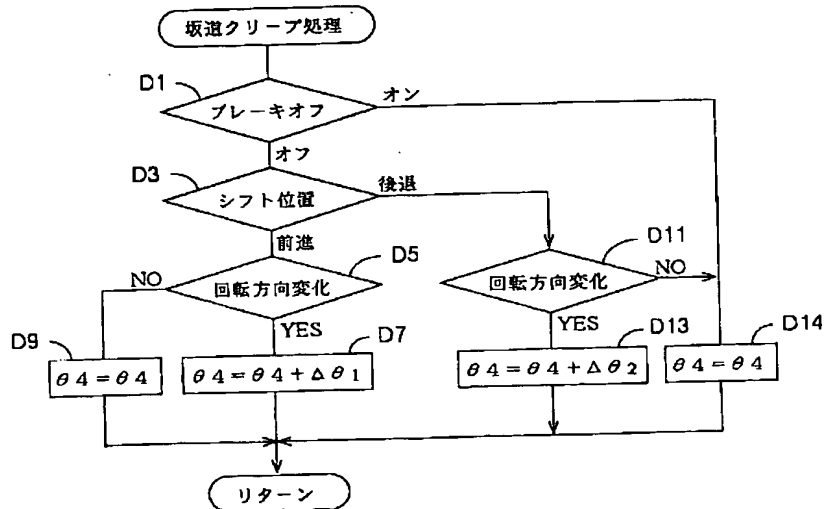 坂道クリープ処理
D1
ブレーキオフ
オン
オフ
D3
シフト位置
後退
前進
D5
回転方向変化
NO
YES
D11
回転方向変化
NO
YES
D9
θ4=θ4
D7
θ4=θ4+Δθ1
D13
θ4=θ4+Δθ2
D14
θ4=θ4
リターン